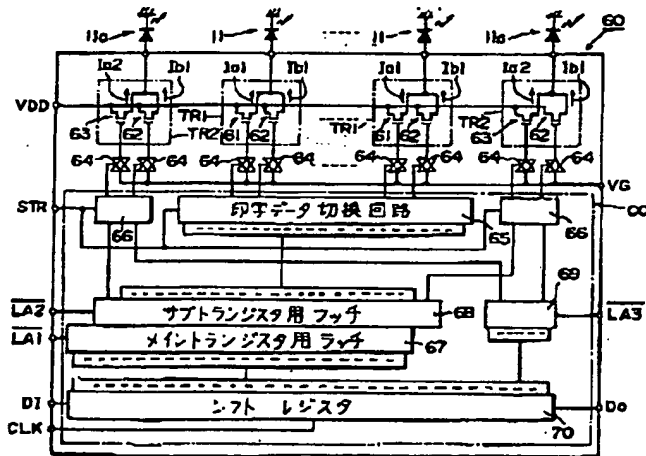 11a 11 11 11a 60
Ia2 Ib1 Ia1 Ib1 Ia1 Ib1 Ia2 Ib1
VDD
63 62 TR2 TR1 61 62 TR1 61 62 TR2 63 62
64 64 64 64 64 64 64 64
VG
STR 66 印字データ切換回路 65 66 CC
69
LA2 サブトランジスタ用フッチ 68 LA3
LA1 メイントランジスタ用ラッチ 67
DI シフトレジスタ 70 Do
CLK